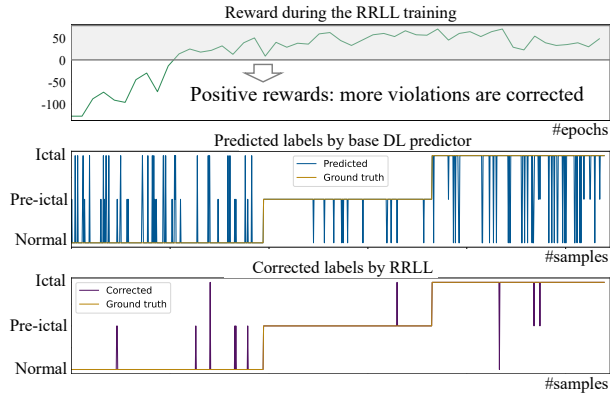 Reward during the RRLL training
50
0
-50
-100
Positive rewards: more violations are corrected
#epochs
Predicted labels by base DL predictor
Ictal
Pre-ictal
Normal
Predicted
Ground truth
#samples
Corrected labels by RRLL
Ictal
Pre-ictal
Normal
Corrected
Ground truth
#samples